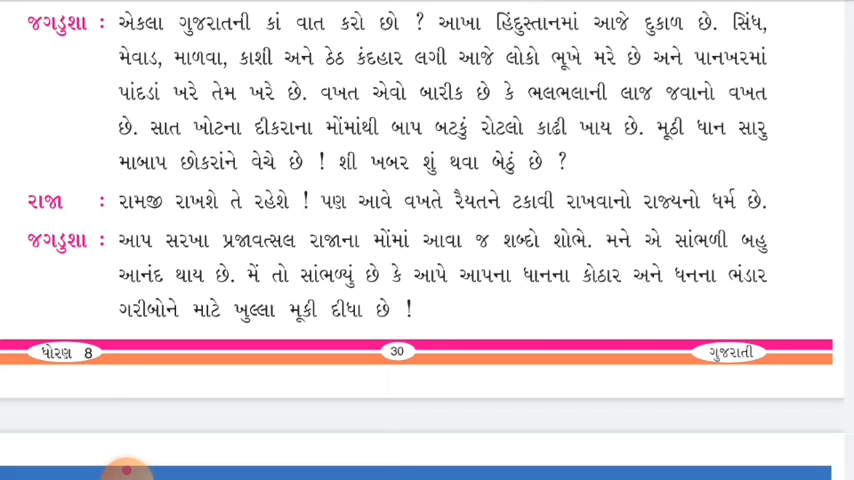 જગડુશા : એકલા ગુજરાતની કાં વાત કરો છો ? આખા હિંદુસ્તાનમાં આજે દુકાળ છે. સિંધ,
મેવાડ, માળવા, કાશી અને ઠેઠ કંદહાર લગી આજે લોકો ભૂખે મરે છે અને પાનખરમાં
પાંદડાં ખરે તેમ ખરે છે. વખત એવો બારીક છે કે ભલભલાની લાજ જવાનો વખત
છે. સાત ખોટના દીકરાના મોંમાંથી બાપ બટકું રોટલો કાઢી ખાય છે. મૂઠી ધાન સારુ
માબાપ છોકરાંને વેચે છે ! શી ખબર શું થવા બેઠું છે ?
રાજા : રામજી રાખશે તે રહેશે ! પણ આવે વખતે રૈયતને ટકાવી રાખવાનો રાજ્યનો ધર્મ છે.
જગડુશા : આપ સરખા પ્રજાવત્સલ રાજાના મોંમાં આવા જ શબ્દો શોભે. મને એ સાંભળી બહુ
આનંદ થાય છે. મેં તો સાંભળ્યું છે કે આપે આપના ધાનના કોઠાર અને ધનના ભંડાર
ગરીબોને માટે ખુલ્લા મૂકી દીધા છે !
ધોરણ 8 30 ગુજરાતી